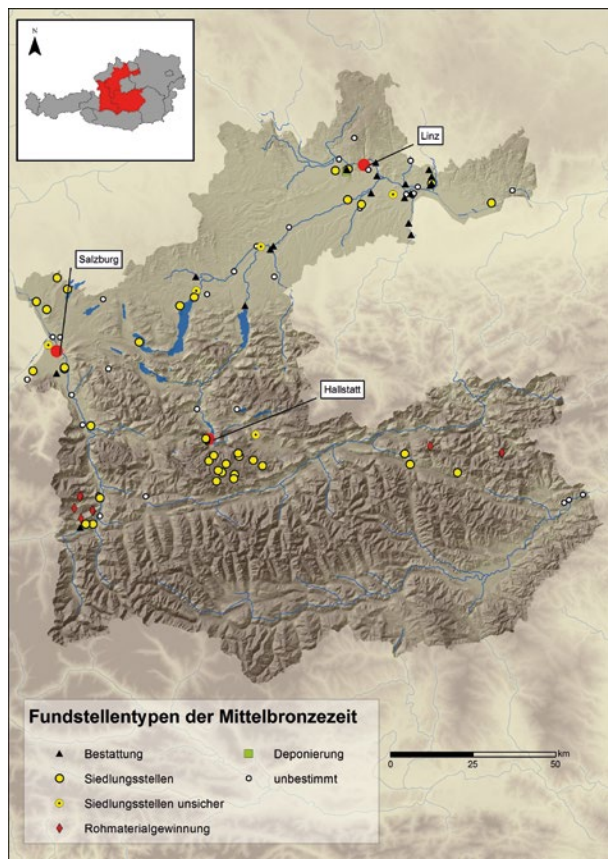 N
Linz
Salzburg
Hallstatt
Fundstellentypen der Mittelbronzezeit
Bestattung
Siedlungsstellen
Siedlungsstellen unsicher
Rohmaterialgewinnung
Deponierung
unbestimmt
km
0 25 50